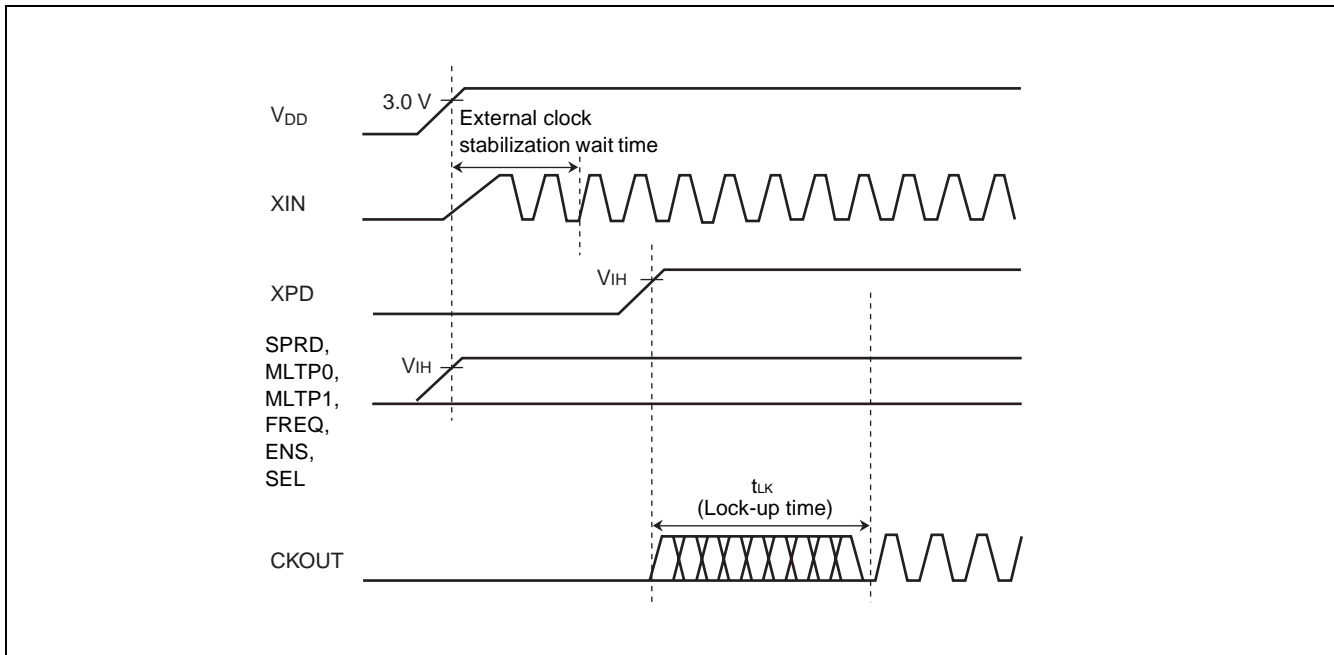 VDD
3.0 V
External clock
stabilization wait time
XIN
XPD
VIH
SPRD,
MLTP0,
MLTP1,
FREQ,
ENS,
SEL
VIH
tLK
(Lock-up time)
CKOUT